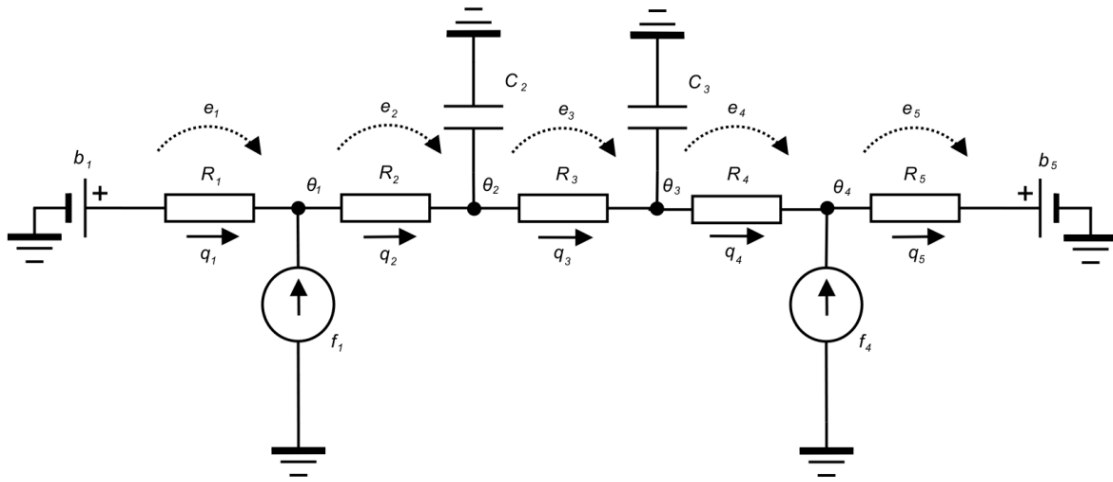 C₂
C₃
e₁
e₂
e₃
e₄
e₅
b₁
+
R₁
θ₁
R₂
θ₂
R₃
θ₃
R₄
θ₄
R₅
+
b₅
q₁
q₂
q₃
q₄
q₅
f₁
f₄